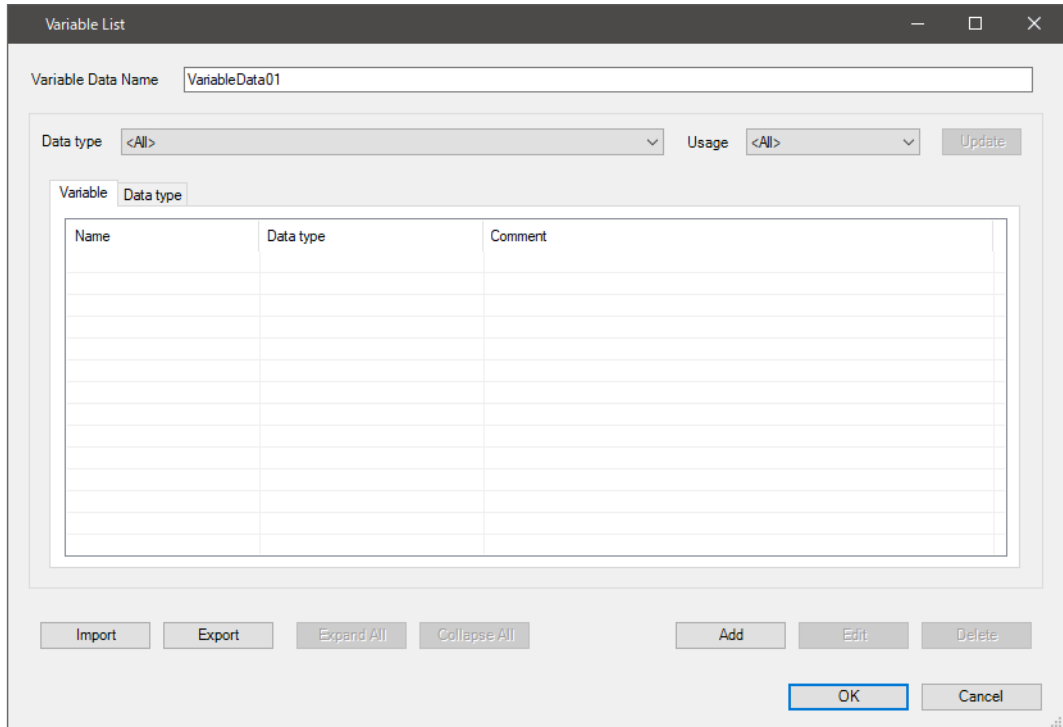 Variable List
Variable Data Name VariableData01
Data type <All> Usage <All> Update
Variable Data type
Name Data type Comment
Import Export Expand All Collapse All Add Edit Delete
OK Cancel